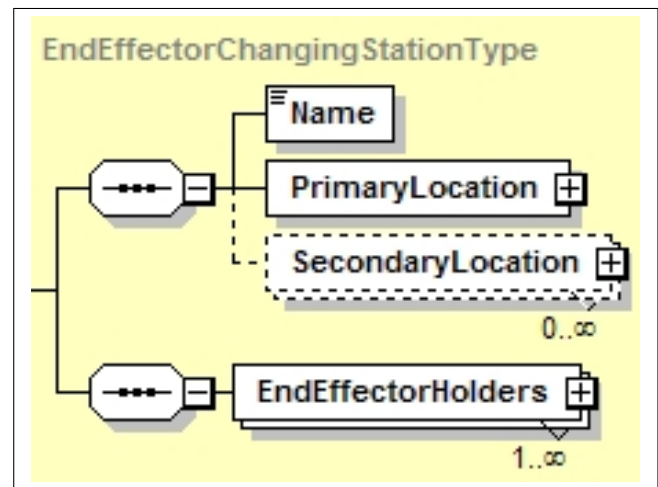 EndEffectorChangingStationType
Name
PrimaryLocation
SecondaryLocation
0..∞
EndEffectorHolders
1..∞